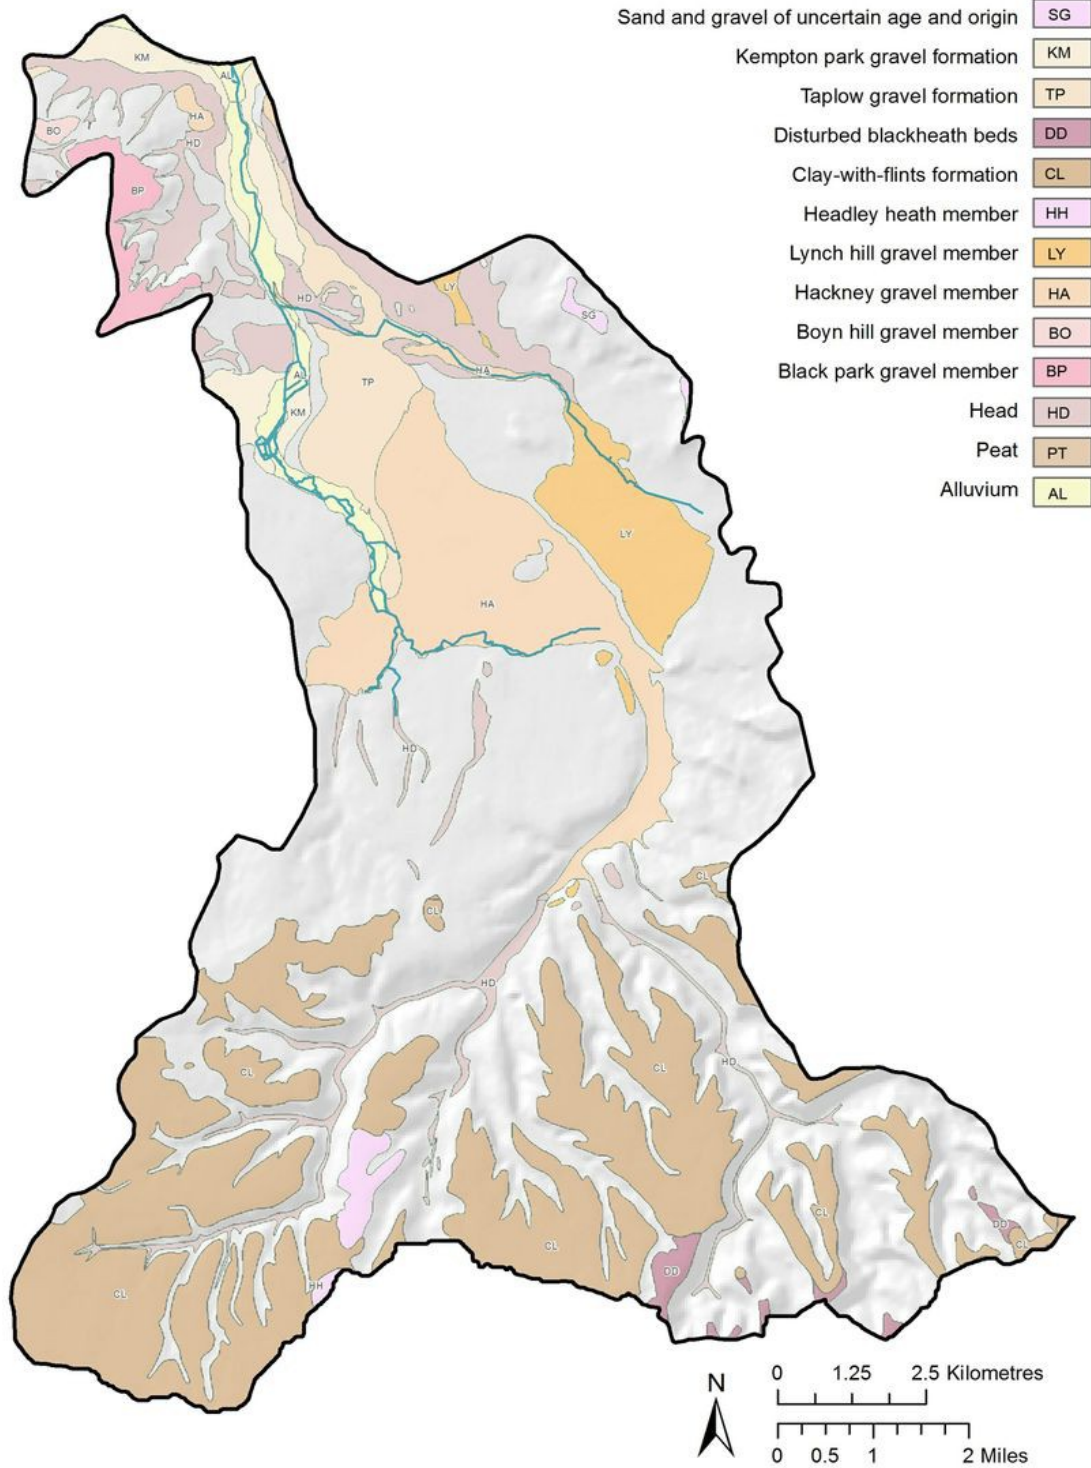 Sand and gravel of uncertain age and origin SG
Kempton park gravel formation KM
Taplow gravel formation TP
Disturbed blackheath beds DD
Clay-with-flints formation CL
Headley heath member HH
Lynch hill gravel member LY
Hackney gravel member HA
Boyn hill gravel member BO
Black park gravel member BP
Head HD
Peat PT
Alluvium AL
KM
AL
HA
BO
HD
BP
LY
HD
SG
HA
AL
TP
KM
LY
HA
HD
CL
CL
HD
HD
CL
CL
CL
DD
CL
CL
DD
HH
CL
N
0 1.25 2.5 Kilometres
0 0.5 1 2 Miles